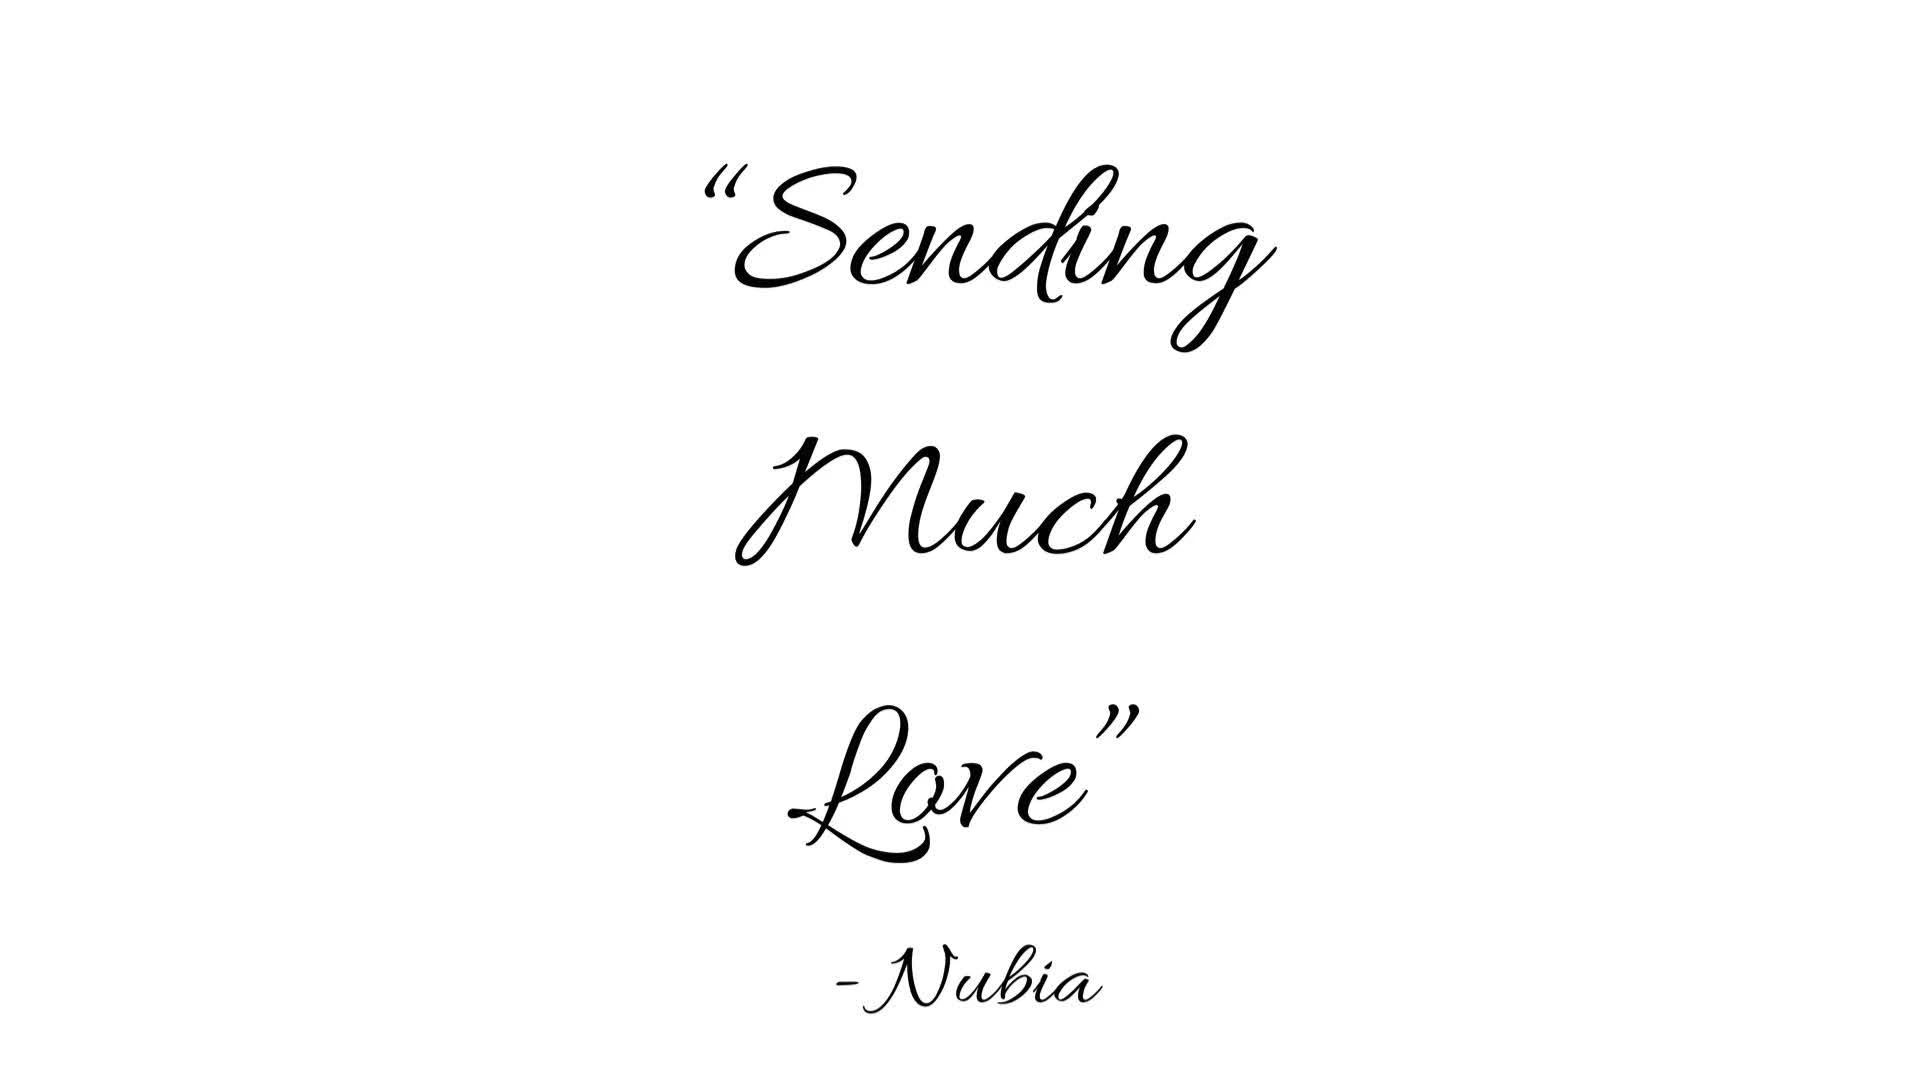 “Sending
Much
Love”
- Nubia